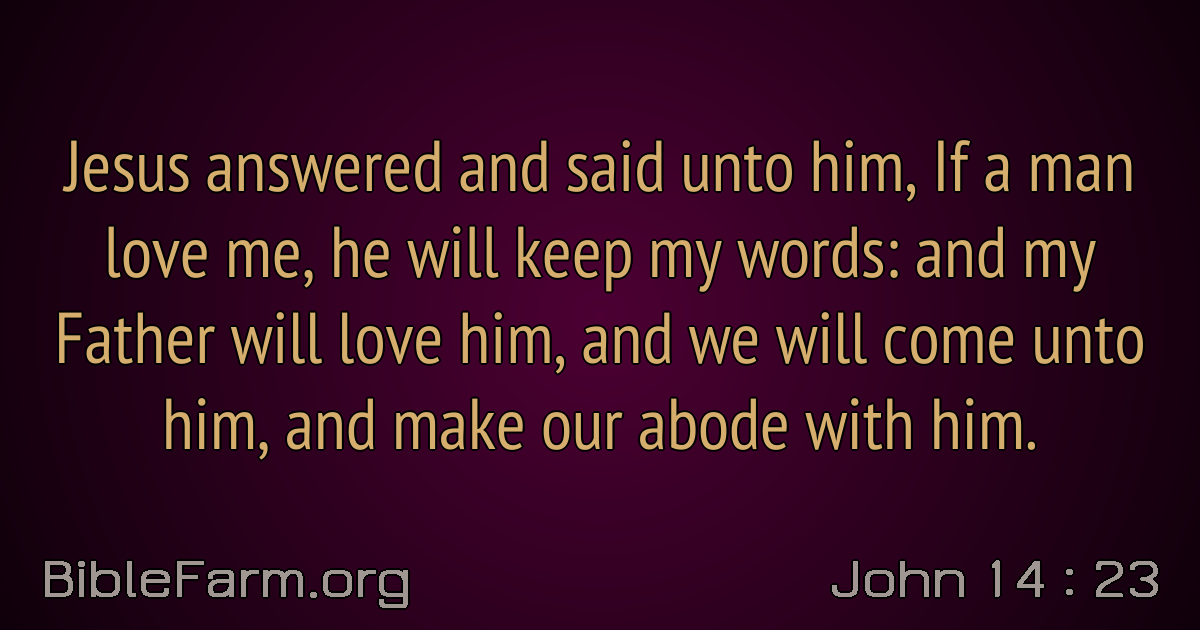 Jesus answered and said unto him, If a man
love me, he will keep my words: and my
Father will love him, and we will come unto
him, and make our abode with him.
BibleFarm.org
John 14 : 23